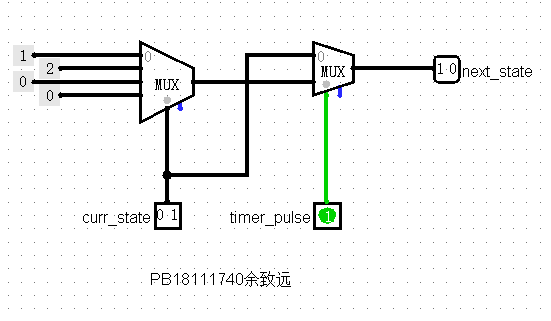 1
0
2
MUX
0
MUX
1 0
next_state
0
0
curr_state
0 1
timer_pulse
1
PB18111740余致远